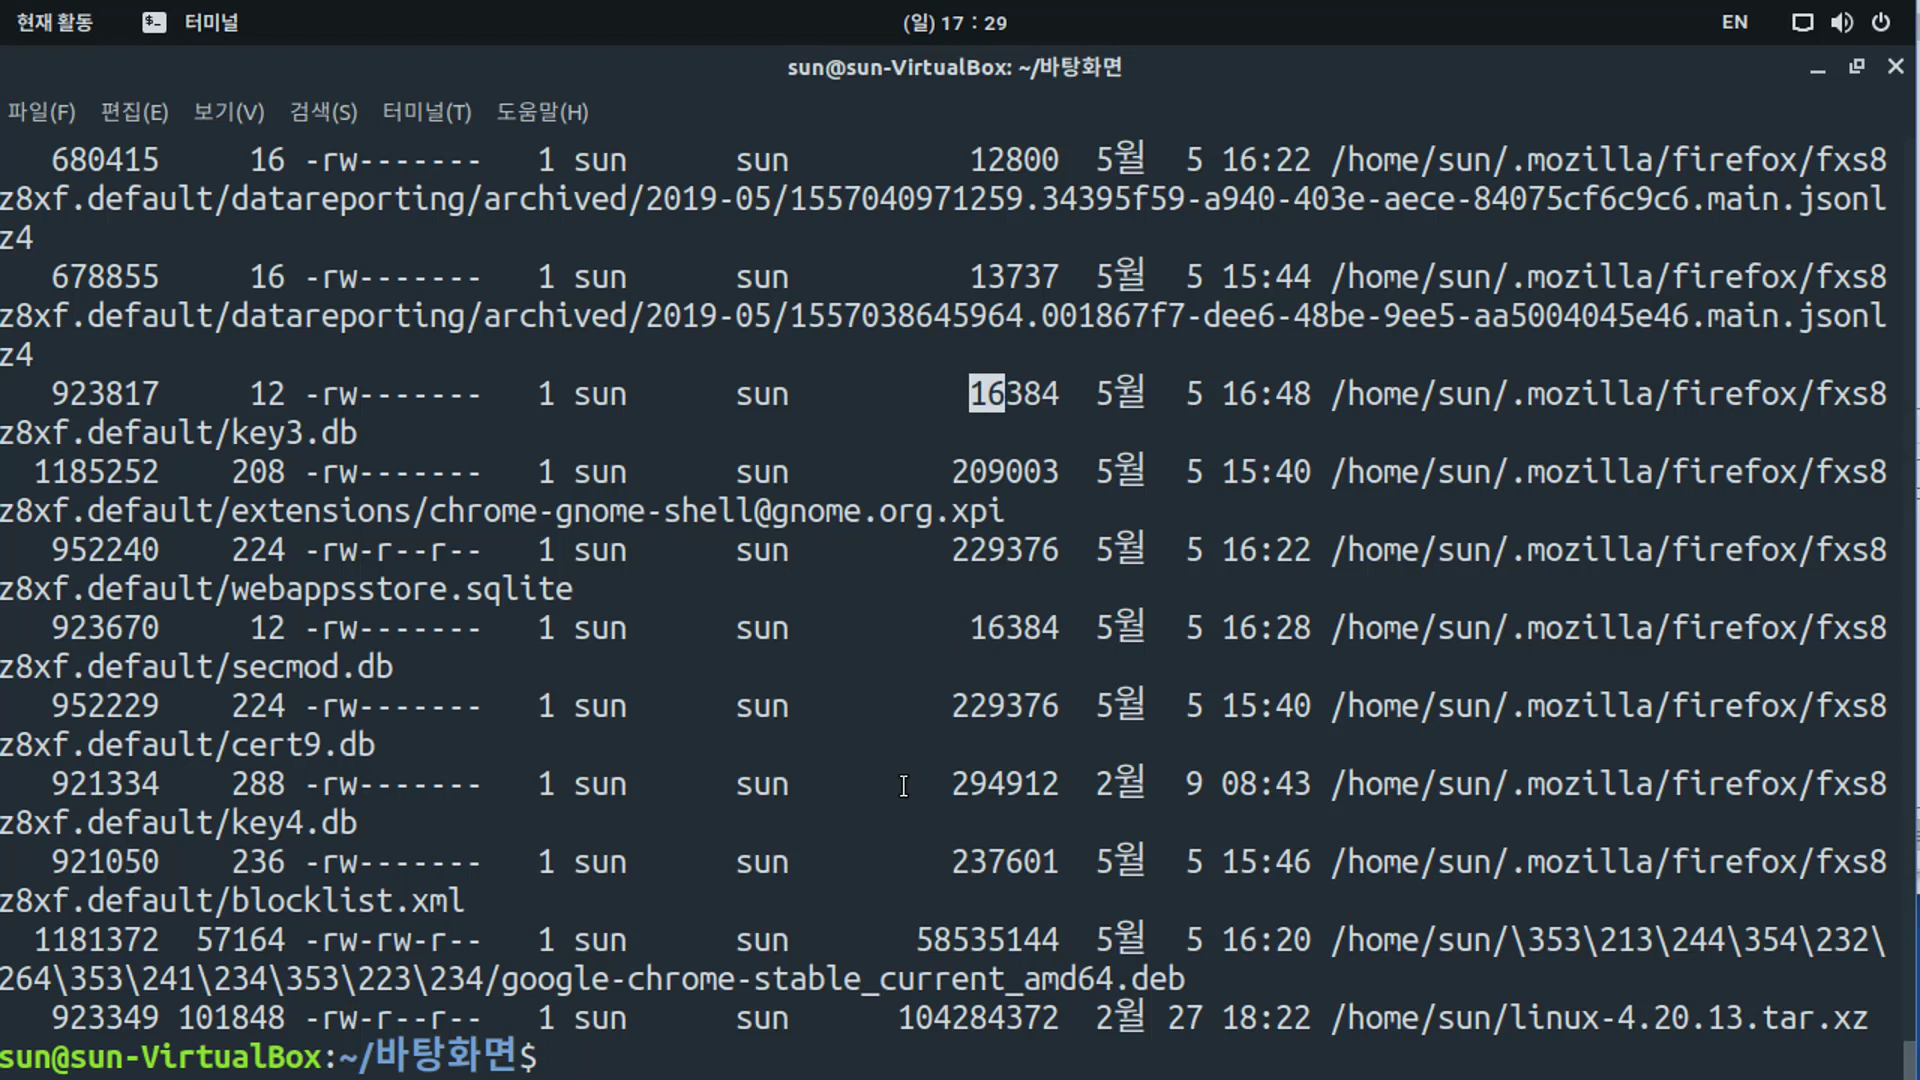 현재 활동 터미널 (일) 17 : 29 EN
sun@sun-VirtualBox: ~/바탕화면
파일(F) 편집(E) 보기(V) 검색(S) 터미널(T) 도움말(H)
680415 16 -rw------- 1 sun sun 12800 5월 5 16:22 /home/sun/.mozilla/firefox/fxs8
z8xf.default/datareporting/archived/2019-05/1557040971259.34395f59-a940-403e-aece-84075cf6c9c6.main.jsonl
z4
678855 16 -rw------- 1 sun sun 13737 5월 5 15:44 /home/sun/.mozilla/firefox/fxs8
z8xf.default/datareporting/archived/2019-05/1557038645964.001867f7-dee6-48be-9ee5-aa5004045e46.main.jsonl
z4
923817 12 -rw------- 1 sun sun 16384 5월 5 16:48 /home/sun/.mozilla/firefox/fxs8
z8xf.default/key3.db
1185252 208 -rw------- 1 sun sun 209003 5월 5 15:40 /home/sun/.mozilla/firefox/fxs8
z8xf.default/extensions/chrome-gnome-shell@gnome.org.xpi
952240 224 -rw-r--r-- 1 sun sun 229376 5월 5 16:22 /home/sun/.mozilla/firefox/fxs8
z8xf.default/webappsstore.sqlite
923670 12 -rw------- 1 sun sun 16384 5월 5 16:28 /home/sun/.mozilla/firefox/fxs8
z8xf.default/secmod.db
952229 224 -rw------- 1 sun sun 229376 5월 5 15:40 /home/sun/.mozilla/firefox/fxs8
z8xf.default/cert9.db
921334 288 -rw------- 1 sun sun 294912 2월 9 08:43 /home/sun/.mozilla/firefox/fxs8
z8xf.default/key4.db
921050 236 -rw------- 1 sun sun 237601 5월 5 15:46 /home/sun/.mozilla/firefox/fxs8
z8xf.default/blocklist.xml
1181372 57164 -rw-rw-r-- 1 sun sun 58535144 5월 5 16:20 /home/sun/\353\213\244\354\232\
264\353\241\234\353\223\234/google-chrome-stable_current_amd64.deb
923349 101848 -rw-r--r-- 1 sun sun 104284372 2월 27 18:22 /home/sun/linux-4.20.13.tar.xz
sun@sun-VirtualBox:~/바탕화면$